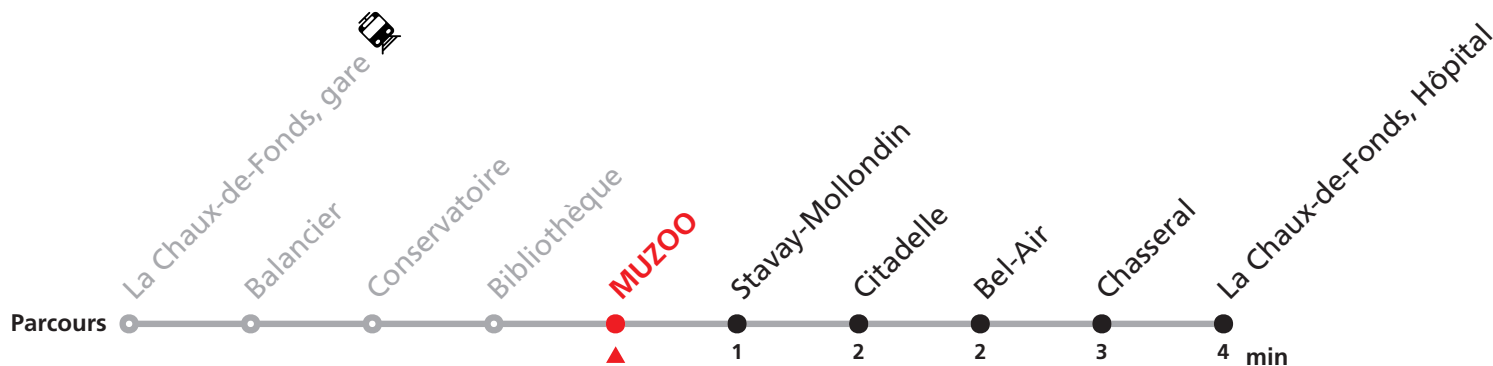 La Chaux-de-Fonds, gare
Balancier
Conservatoire
Bibliothèque
MUZOO
Stavay-Mollondin
Citadelle
Bel-Air
Chasseral
La Chaux-de-Fonds, Hôpital
Parcours
1 2 2 3 4 min